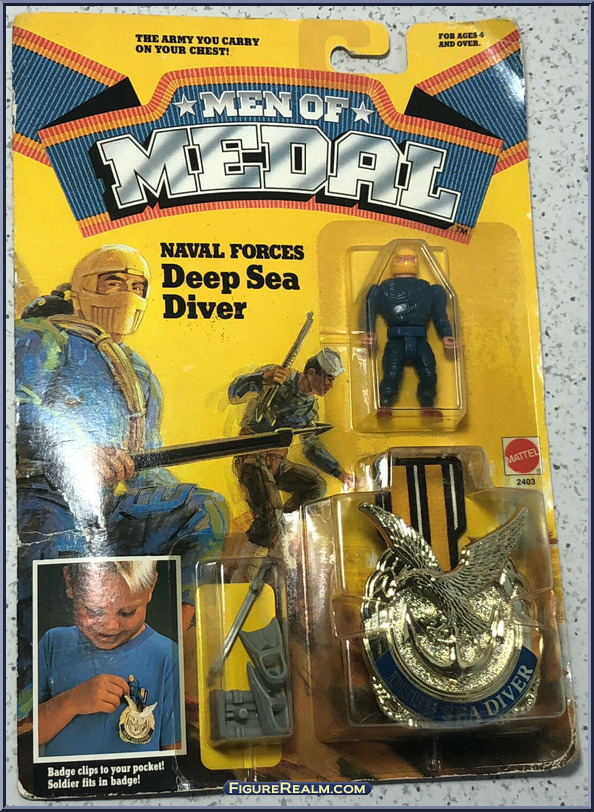 THE ARMY YOU CARRY
ON YOUR CHEST!
FOR AGES 4
AND OVER.
MEN OF
MEDAL
TM
NAVAL FORCES
Deep Sea
Diver
MATTEL
2403
SEA DIVER
Badge clips to your pocket!
Soldier fits in badge!
FIGUREREALM.COM